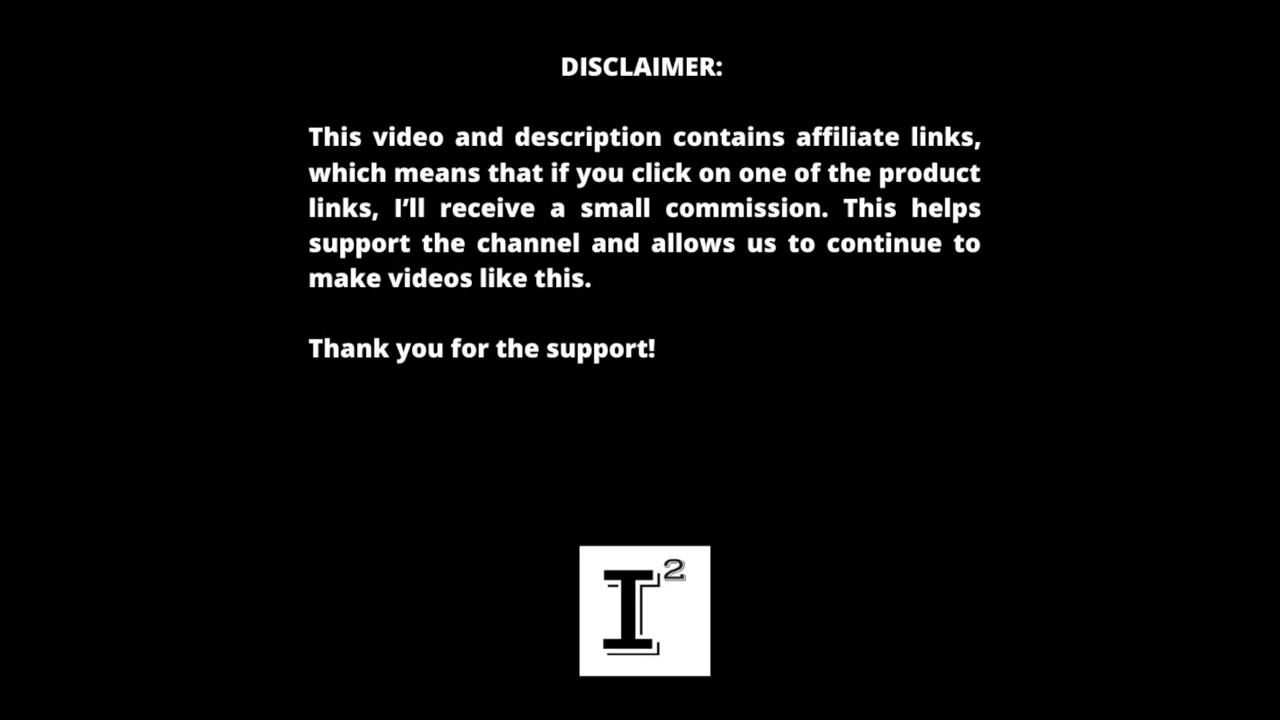 DISCLAIMER:
This video and description contains affiliate links,
which means that if you click on one of the product
links, I’ll receive a small commission. This helps
support the channel and allows us to continue to
make videos like this.
Thank you for the support!
I²